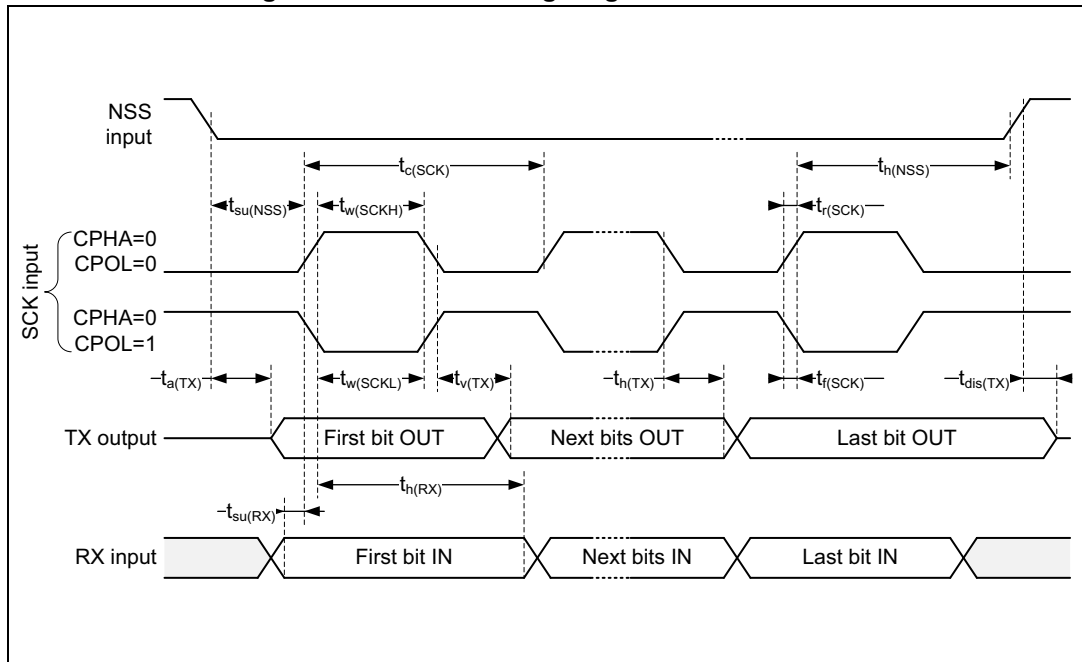 NSS
input
tc(SCK)
th(NSS)
tsu(NSS)
tw(SCKH)
tr(SCK)
SCK input
CPHA=0
CPOL=0
CPHA=0
CPOL=1
ta(TX)
tw(SCKL)
tv(TX)
th(TX)
tf(SCK)
tdis(TX)
TX output
First bit OUT
Next bits OUT
Last bit OUT
th(RX)
tsu(RX)
RX input
First bit IN
Next bits IN
Last bit IN